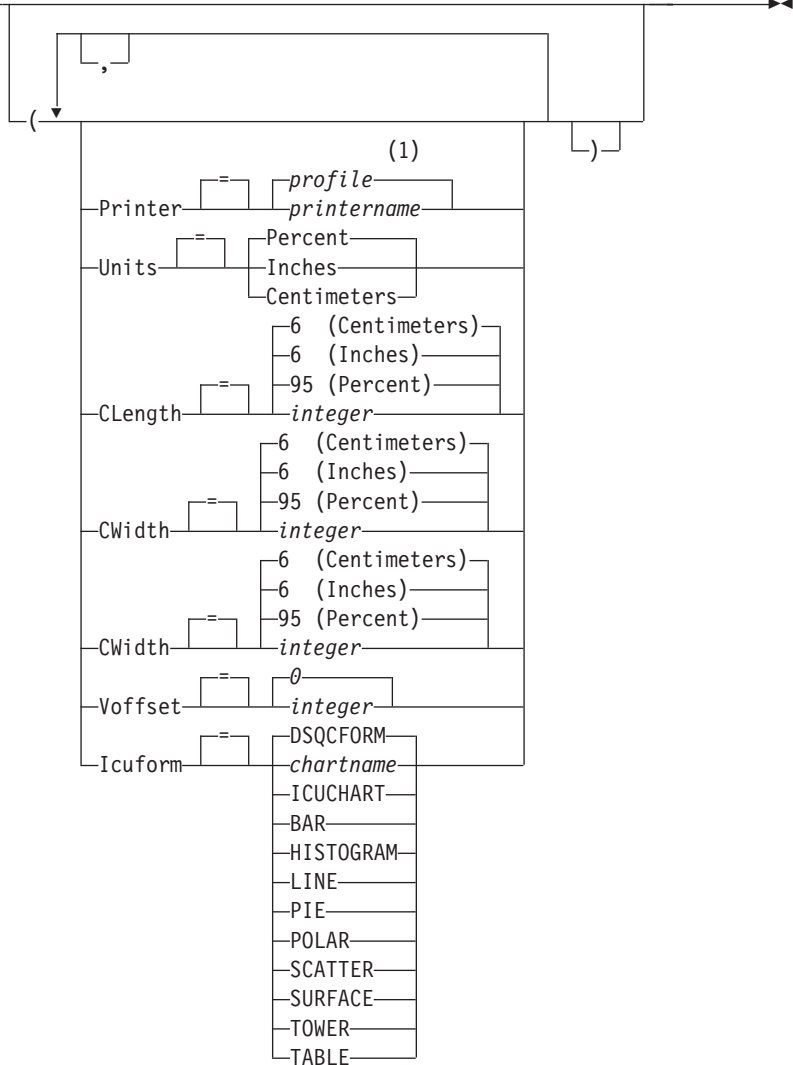 ,
(
)
(1)
= profile
Printer printername
= Percent
Units Inches
Centimeters
6 (Centimeters)
6 (Inches)
= 95 (Percent)
CLength integer
6 (Centimeters)
6 (Inches)
= 95 (Percent)
CWidth integer
6 (Centimeters)
6 (Inches)
= 95 (Percent)
CWidth integer
= 0
Voffset integer
= DSQCFORM
Icuform chartname
ICUCHART
BAR
HISTOGRAM
LINE
PIE
POLAR
SCATTER
SURFACE
TOWER
TABLE